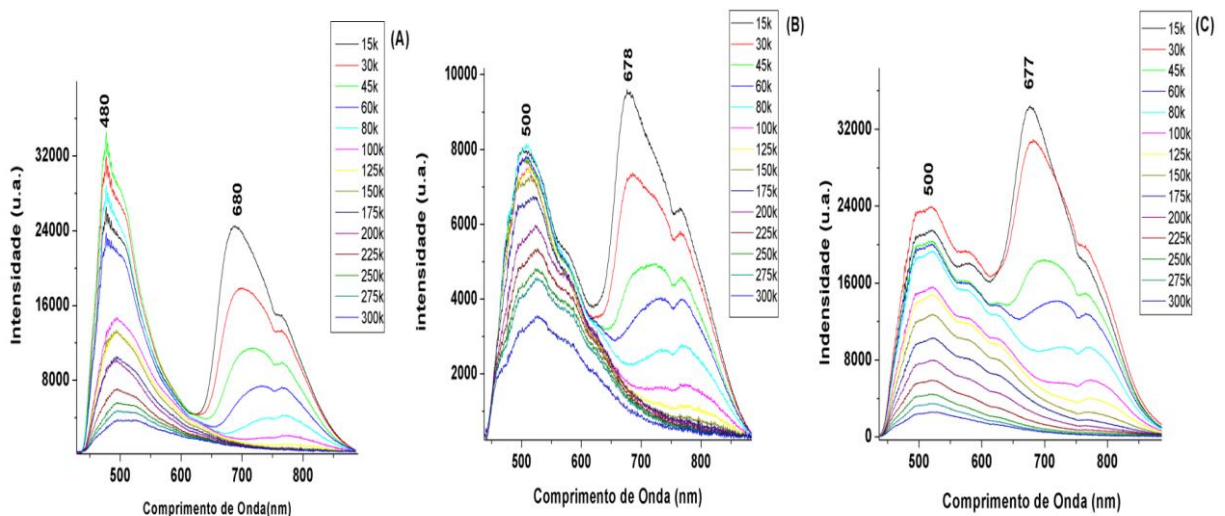 (A)
15k
30k
45k
60k
80k
100k
125k
150k
175k
200k
225k
250k
275k
300k
480
680
32000
24000
16000
8000
Intensidade (u.a.)
500
600
700
800
Comprimento de Onda(nm)
(B)
15k
30k
45k
60k
80k
100k
125k
150k
175k
200k
225k
250k
275k
300k
500
678
10000
8000
6000
4000
2000
intensidade (u.a.)
500
600
700
800
Comprimento de Onda (nm)
(C)
15k
30k
45k
60k
80k
100k
125k
150k
175k
200k
225k
250k
275k
300k
500
677
32000
24000
16000
8000
0
Indensidade (u.a.)
500
600
700
800
Comprimento de Onda (nm)